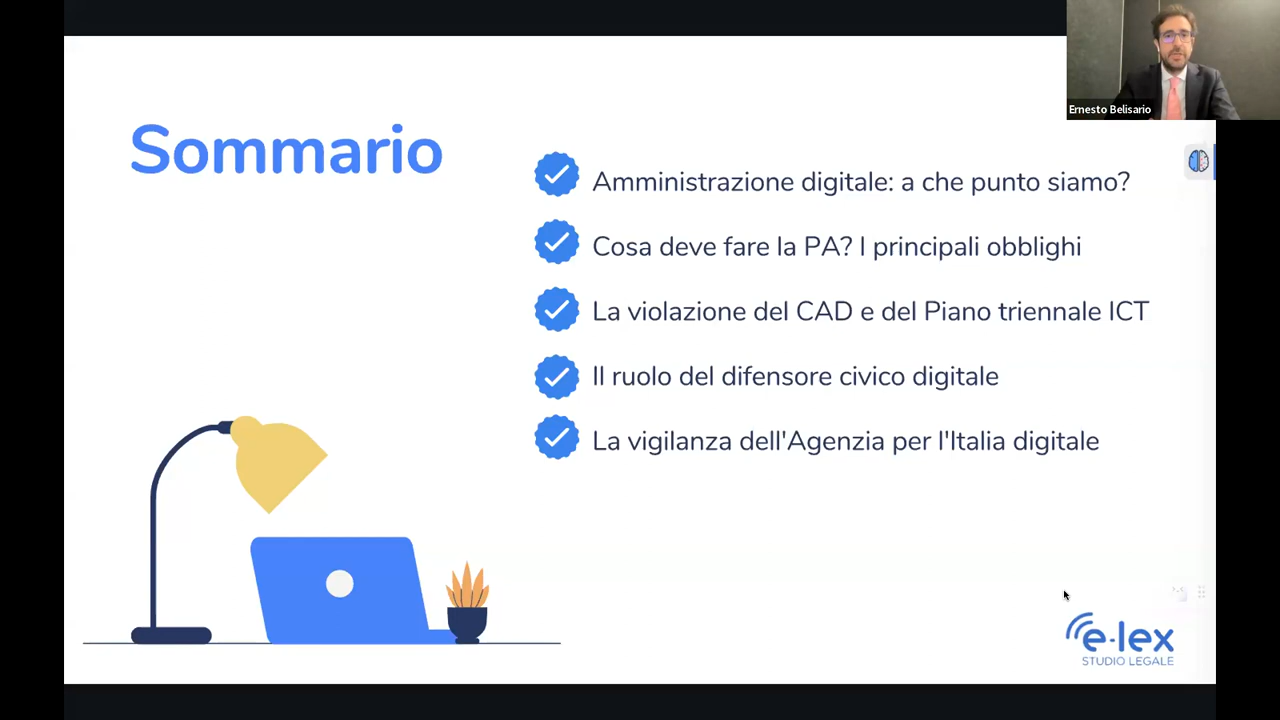 Ernesto Belisario
Sommario
Amministrazione digitale: a che punto siamo?
Cosa deve fare la PA? I principali obblighi
La violazione del CAD e del Piano triennale ICT
Il ruolo del difensore civico digitale
La vigilanza dell'Agenzia per l'Italia digitale
e-lex
STUDIO LEGALE